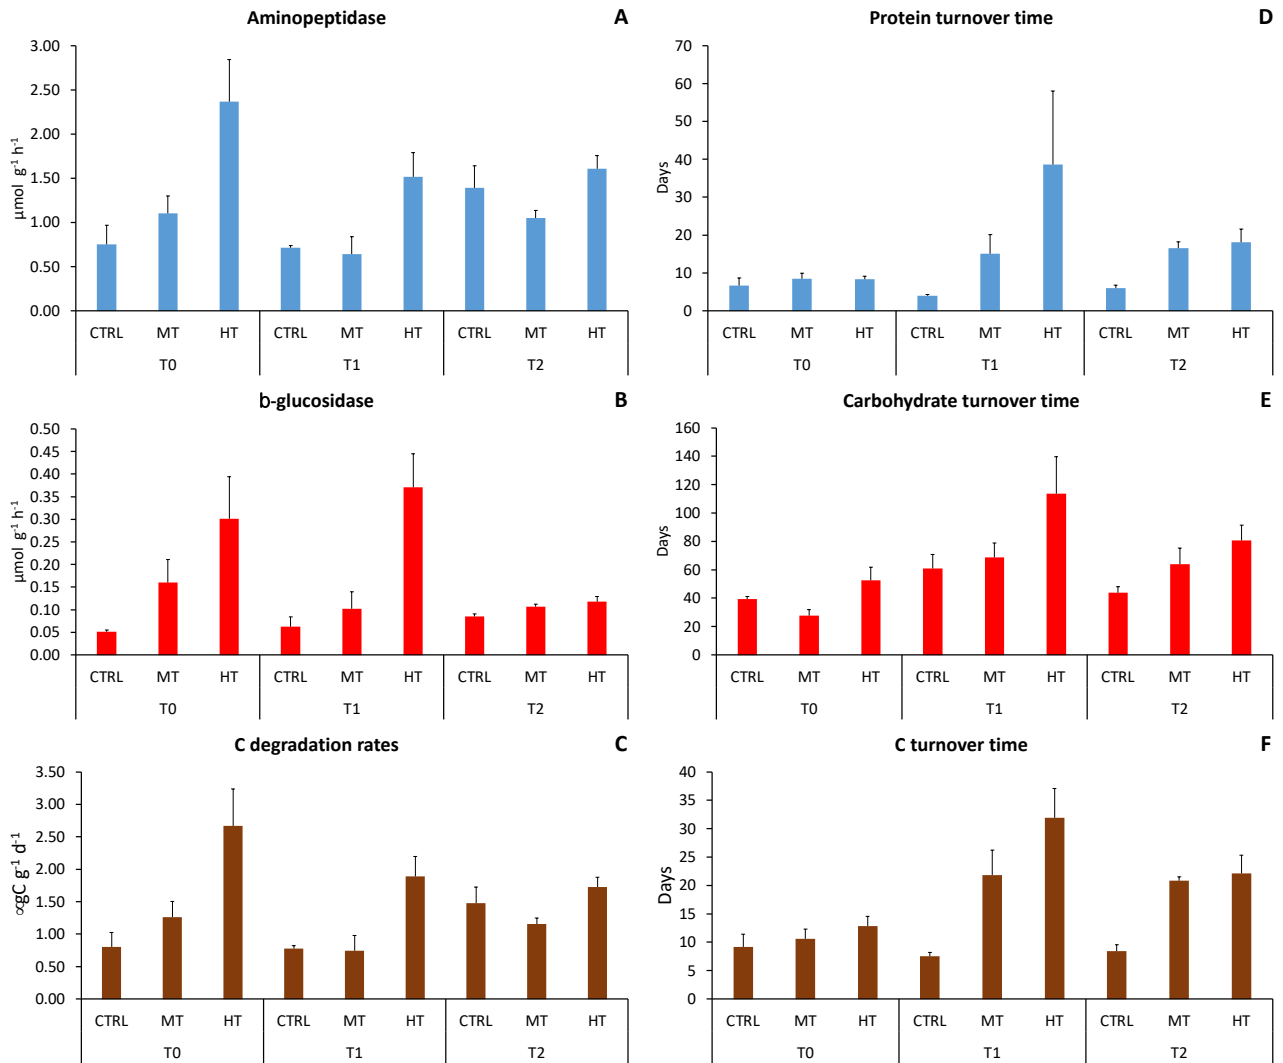 Aminopeptidase A
μmol g⁻¹ h⁻¹
3.00
2.50
2.00
1.50
1.00
0.50
0.00
CTRL MT HT CTRL MT HT CTRL MT HT
T0 T1 T2
Protein turnover time D
Days
70
60
50
40
30
20
10
0
CTRL MT HT CTRL MT HT CTRL MT HT
T0 T1 T2
b-glucosidase B
μmol g⁻¹ h⁻¹
0.50
0.45
0.40
0.35
0.30
0.25
0.20
0.15
0.10
0.05
0.00
CTRL MT HT CTRL MT HT CTRL MT HT
T0 T1 T2
Carbohydrate turnover time E
Days
160
140
120
100
80
60
40
20
0
CTRL MT HT CTRL MT HT CTRL MT HT
T0 T1 T2
C degradation rates C
∝gC g⁻¹ d⁻¹
3.50
3.00
2.50
2.00
1.50
1.00
0.50
0.00
CTRL MT HT CTRL MT HT CTRL MT HT
T0 T1 T2
C turnover time F
Days
40
35
30
25
20
15
10
5
0
CTRL MT HT CTRL MT HT CTRL MT HT
T0 T1 T2